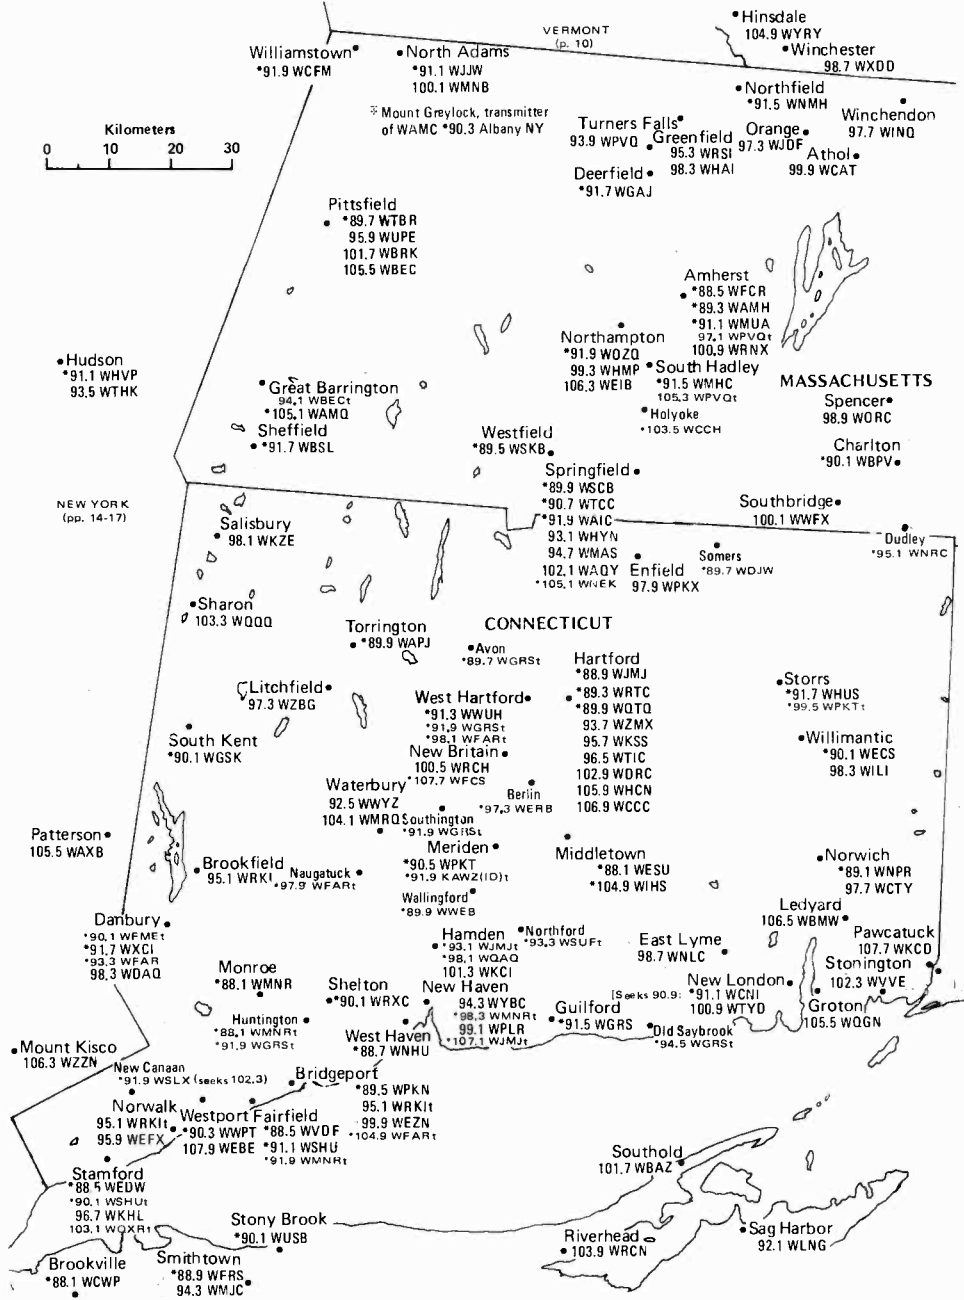 Hinsdale
104.9 WYRY
VERMONT
(p. 10)
Winchester
98.7 WXDD
Williamstown
*91.9 WCFM
North Adams
*91.1 WJJW
100.1 WMNB
Northfield
*91.5 WNMH
Winchendon
97.7 WINQ
* Mount Greylock, transmitter
of WAMC *90.3 Albany NY
Kilometers
0 10 20 30
Turners Falls
93.9 WPVQ
Greenfield
95.3 WRSI
98.3 WHAI
Orange
97.3 WJDF
Athol
99.9 WCAT
Deerfield
*91.7 WGAJ
Pittsfield
*89.7 WTBR
95.9 WUPE
101.7 WBRK
105.5 WBEC
Amherst
*88.5 WFCR
*89.3 WAMH
*91.1 WMUA
97.1 WPVQt
100.9 WRNX
Northampton
*91.9 WOZQ
99.3 WHMP
106.3 WEIB
Hudson
*91.1 WHVP
93.5 WTHK
South Hadley
*91.5 WMHC
105.3 WPVQt
MASSACHUSETTS
Great Barrington
94.1 WBECt
*105.1 WAMQ
Holyoke
*103.5 WCCH
Spencer
98.9 WORC
Sheffield
*91.7 WBSL
Westfield
*89.5 WSKB
Charlton
*90.1 WBPV
Springfield
*89.9 WSCB
*90.7 WTCC
*91.9 WAIC
93.1 WHYN
94.7 WMAS
102.1 WAQY
*105.1 WNEK
NEW YORK
(pp. 14-17)
Southbridge
100.1 WWFX
Salisbury
98.1 WKZE
Dudley
*95.1 WNRC
Somers
*89.7 WDJW
Enfield
97.9 WPKX
Sharon
103.3 WQQQ
Torrington
*89.9 WAPJ
CONNECTICUT
Avon
*89.7 WGRSt
Hartford
*88.9 WJMJ
*89.3 WRTC
*89.9 WQTQ
93.7 WZMX
95.7 WKSS
96.5 WTIC
102.9 WDRC
105.9 WHCN
106.9 WCCC
Litchfield
97.3 WZBG
West Hartford
*91.3 WWUH
*91.9 WGRSt
*98.1 WFARt
Storrs
*91.7 WHUS
*99.5 WPKTt
South Kent
*90.1 WGSK
New Britain
100.5 WRCH
*107.7 WFCS
Willimantic
*90.1 WECS
98.3 WILI
Waterbury
92.5 WWYZ
104.1 WMRQ
Berlin
*97.3 WERB
Southington
*91.9 WGRSt
Patterson
105.5 WAXB
Meriden
*90.5 WPKT
*91.9 KAWZ(ID)t
Middletown
*88.1 WESU
*104.9 WIHS
Brookfield
95.1 WRKI
Naugatuck
*97.9 WFARt
Norwich
*89.1 WNPR
97.7 WCTY
Wallingford
*89.9 WWEB
Danbury
*90.1 WFMEt
*91.7 WXCI
*93.3 WFAR
98.3 WDAQ
Ledyard
106.5 WBMW
Hamden
*93.1 WJMJt
*98.1 WQAQ
101.3 WKCI
Northford
*93.3 WSUFt
East Lyme
98.7 WNLC
Pawcatuck
107.7 WKCD
Stonington
102.3 WVVE
Monroe
*88.1 WMNR
Shelton
*90.1 WRXC
New Haven
94.3 WYBC
*98.3 WMNRt
99.1 WPLR
*107.1 WJMJt
New London
[Seeks 90.9: *91.1 WCNI
100.9 WTYD
Groton
105.5 WQGN
Guilford
*91.5 WGRS
Huntington
*88.1 WMNRt
*91.9 WGRSt
West Haven
*88.7 WNHU
Old Saybrook
*94.5 WGRSt
Mount Kisco
106.3 WZZN
New Canaan
*91.9 WSLX (seeks 102.3)
Bridgeport
*89.5 WPKN
95.1 WRKIt
99.9 WEZN
*104.9 WFARt
Norwalk
95.1 WRKIt
95.9 WEFX
Westport
*90.3 WWPT
107.9 WEBE
Fairfield
*88.5 WVOF
*91.1 WSHU
*91.9 WMNRt
Stamford
*88.5 WEDW
*90.1 WSHUt
96.7 WKHL
103.1 WQXRt
Southold
101.7 WBAZ
Stony Brook
*90.1 WUSB
Riverhead
103.9 WRCN
Sag Harbor
92.1 WLNG
Brookville
*88.1 WCWP
Smithtown
*88.9 WFRS
94.3 WMJC